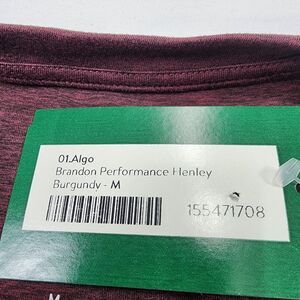 01.Algo
Brandon Performance Henley
Burgundy - M
155471708
M